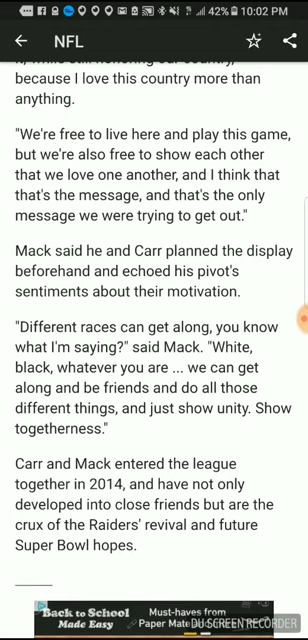 42% 10:02 PM
NFL
it, while still honoring our country,
because I love this country more than
anything.
"We're free to live here and play this game,
but we're also free to show each other
that we love one another, and I think that
that's the message, and that's the only
message we were trying to get out."
Mack said he and Carr planned the display
beforehand and echoed his pivot's
sentiments about their motivation.
"Different races can get along, you know
what I'm saying?" said Mack. "White,
black, whatever you are ... we can get
along and be friends and do all those
different things, and just show unity. Show
togetherness."
Carr and Mack entered the league
together in 2014, and have not only
developed into close friends but are the
crux of the Raiders' revival and future
Super Bowl hopes.
Back to School
Made Easy
Must-haves from
Paper Mate
DU SCREEN RECORDER